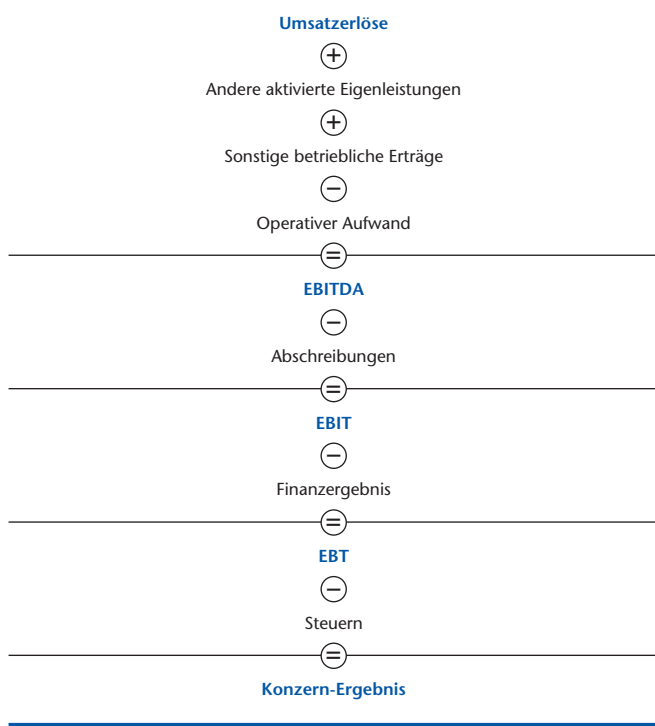 Umsatzerlöse
+
Andere aktivierte Eigenleistungen
+
Sonstige betriebliche Erträge
−
Operativer Aufwand
=
EBITDA
−
Abschreibungen
=
EBIT
−
Finanzergebnis
=
EBT
−
Steuern
=
Konzern-Ergebnis